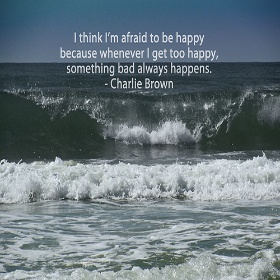 I think I'm afraid to be happy
because whenever I get too happy,
something bad always happens.
- Charlie Brown